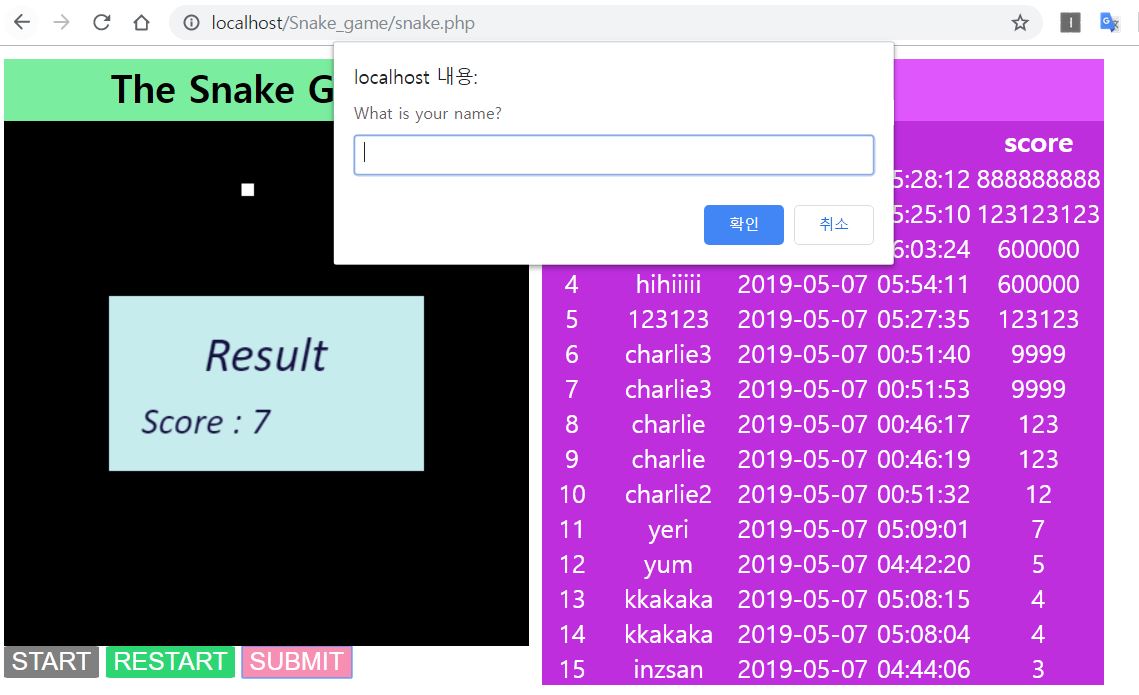 localhost/Snake_game/snake.php
localhost 내용:
What is your name?
확인 취소
The Snake G
Result
Score : 7
START RESTART SUBMIT
score
5:28:12 888888888
5:25:10 123123123
6:03:24 600000
4 hihiiiii 2019-05-07 05:54:11 600000
5 123123 2019-05-07 05:27:35 123123
6 charlie3 2019-05-07 00:51:40 9999
7 charlie3 2019-05-07 00:51:53 9999
8 charlie 2019-05-07 00:46:17 123
9 charlie 2019-05-07 00:46:19 123
10 charlie2 2019-05-07 00:51:32 12
11 yeri 2019-05-07 05:09:01 7
12 yum 2019-05-07 04:42:20 5
13 kkakaka 2019-05-07 05:08:15 4
14 kkakaka 2019-05-07 05:08:04 4
15 inzsan 2019-05-07 04:44:06 3